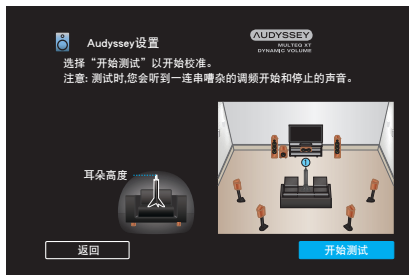 Audyssey设置
AUDYSSEY
MULTEQ XT
DYNAMIC VOLUME
选择“开始测试”以开始校准。
注意: 测试时,您会听到一连串嘈杂的调频开始和停止的声音。
耳朵高度
1
返回
开始测试